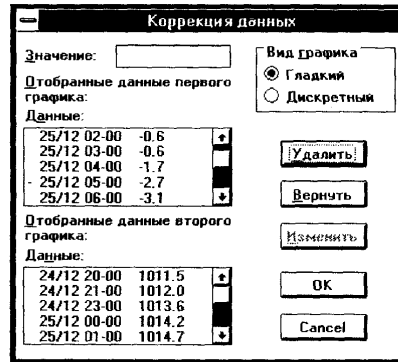 Коррекция данных
Значение:
Отобранные данные первого
графика:
Данные:
25/12 02-00 -0.6
25/12 03-00 -0.6
25/12 04-00 -1.7
- 25/12 05-00 -2.7
25/12 06-00 -3.1
Отобранные данные второго
графика:
Данные:
24/12 20-00 1011.5
24/12 21-00 1012.0
24/12 23-00 1013.6
25/12 00-00 1014.2
25/12 01-00 1014.7
Вид графика
Гладкий
Дискретный
Удалить
Вернуть
Изменить
OK
Cancel